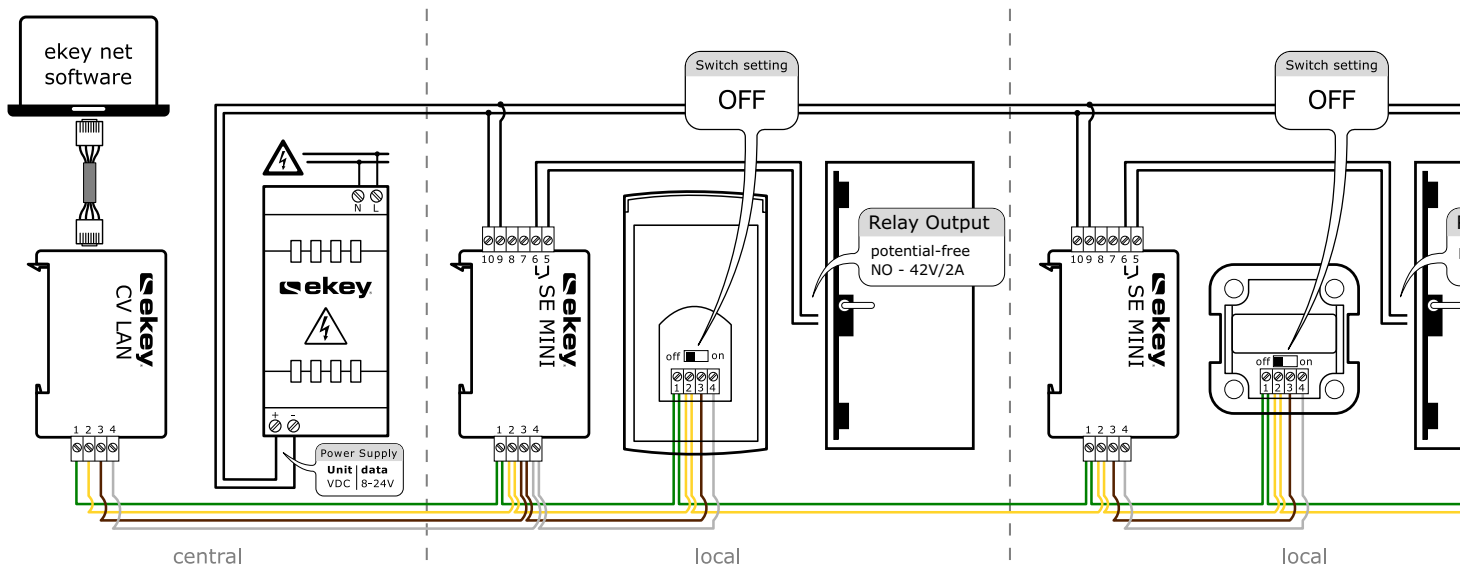 ekey net
software
Switch setting
OFF
Switch setting
OFF
N L
Relay Output
potential-free
NO - 42V/2A
10 9 8 7 6 5
10 9 8 7 6 5
ekey
CV LAN
ekey
ekey
SE MINI
ekey
SE MINI
off on
1 2 3 4
off on
1 2 3 4
+ -
1 2 3 4
1 2 3 4
1 2 3 4
Power Supply
Unit | data
VDC | 8-24V
central
local
local